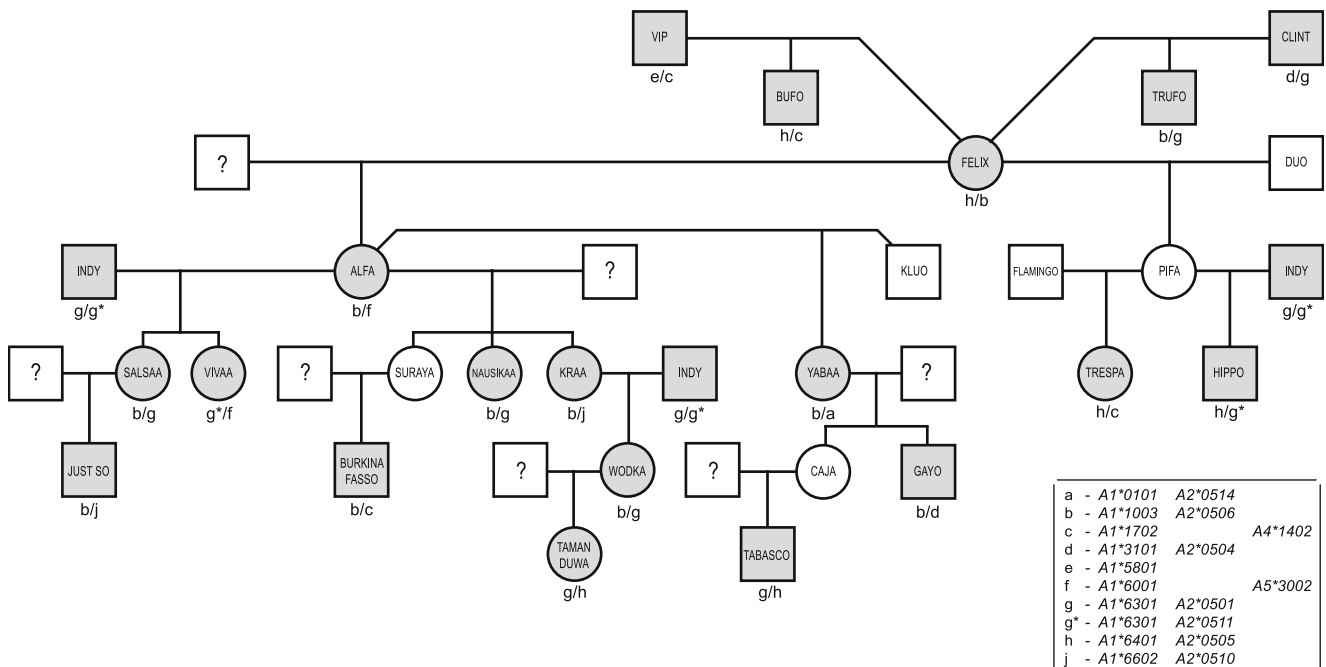 VIP
CLINT
e/c
d/g
BUFO
TRUFO
h/c
b/g
?
FELIX
DUO
h/b
INDY
ALFA
?
KLUO
FLAMINGO
PIFA
INDY
g/g*
b/f
g/g*
?
SALSAA
VIVAA
?
SURAYA
NAUSIKAA
KRAA
INDY
YABAA
?
TRESPA
HIPPO
b/g
g*/f
b/g
b/j
g/g*
b/a
h/c
h/g*
JUST SO
BURKINA
FASSO
?
WODKA
?
CAJA
GAYO
b/j
b/c
b/g
b/d
TAMAN
DUWA
TABASCO
g/h
g/h
a - A1*0101 A2*0514
b - A1*1003 A2*0506
c - A1*1702 A4*1402
d - A1*3101 A2*0504
e - A1*5801
f - A1*6001 A5*3002
g - A1*6301 A2*0501
g* - A1*6301 A2*0511
h - A1*6401 A2*0505
j - A1*6602 A2*0510